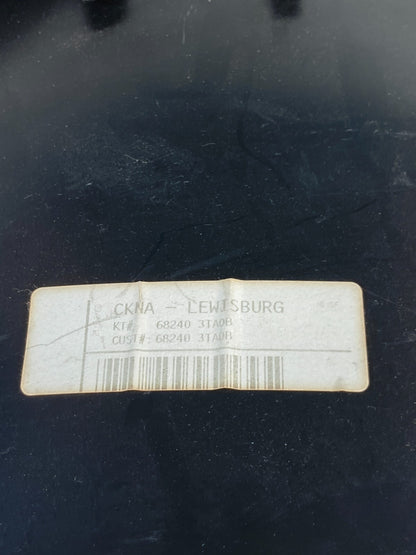 CKNA - LEWISBURG
KT#: 68240 3TA0B
CUST#: 68240 3TA0B